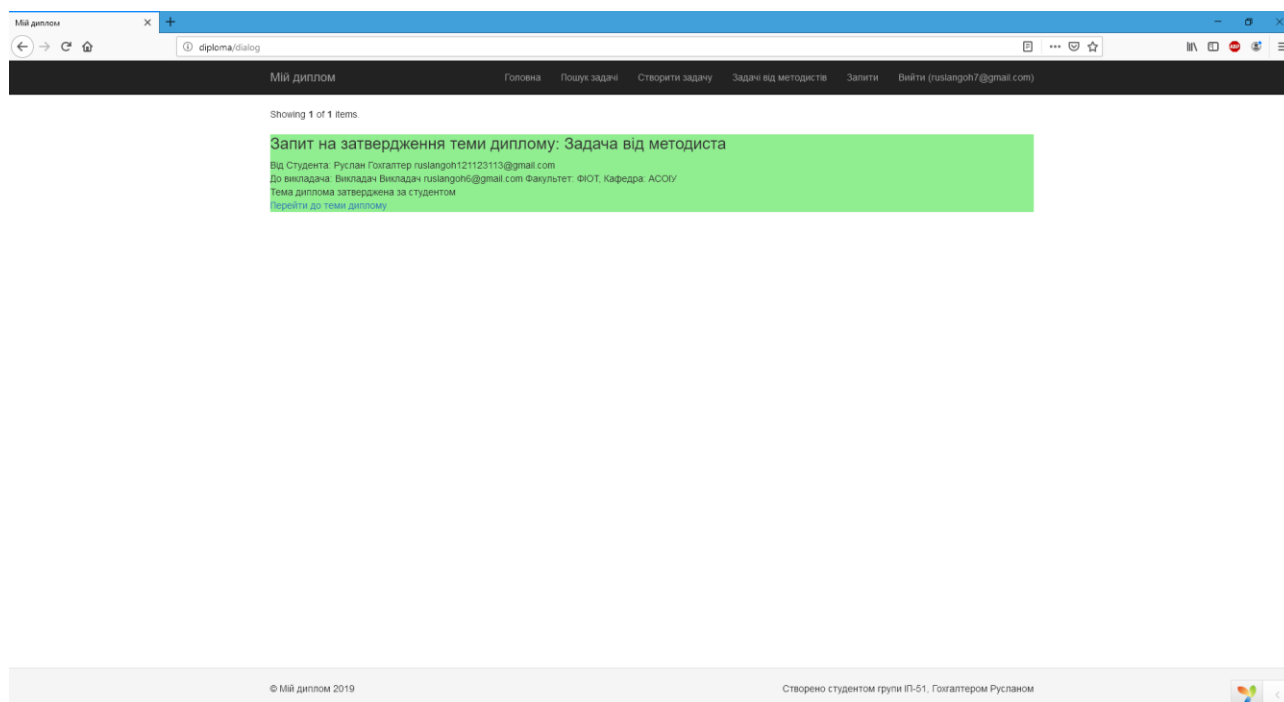 Мій диплом
diploma/dialog
Мій диплом Головна Пошук задачі Створити задачу Задачі від методистів Запити Вийти (ruslangoh7@gmail.com)
Showing 1 of 1 items.
Запит на затвердження теми диплому: Задача від методиста
Від Студента: Руслан Гохгалтер ruslangoh121123113@gmail.com
До викладача: Викладач Викладач ruslangoh6@gmail.com Факультет: ФІОТ, Кафедра: АСОІУ
Тема диплома затверджена за студентом
Перейти до теми диплому
© Мій диплом 2019 Створено студентом групи ІП-51, Гохгалтером Русланом